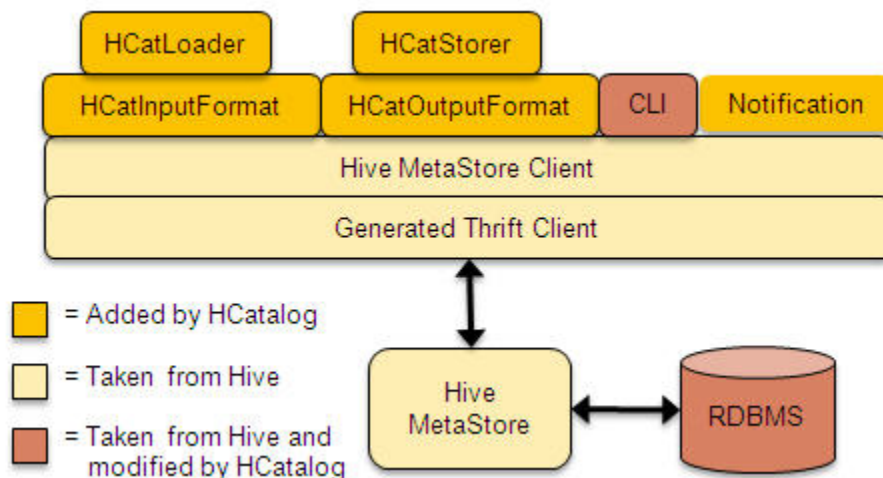 HCatLoader
HCatStorer
HCatInputFormat
HCatOutputFormat
CLI
Notification
Hive MetaStore Client
Generated Thrift Client
= Added by HCatalog
= Taken from Hive
= Taken from Hive and
modified by HCatalog
Hive
MetaStore
RDBMS